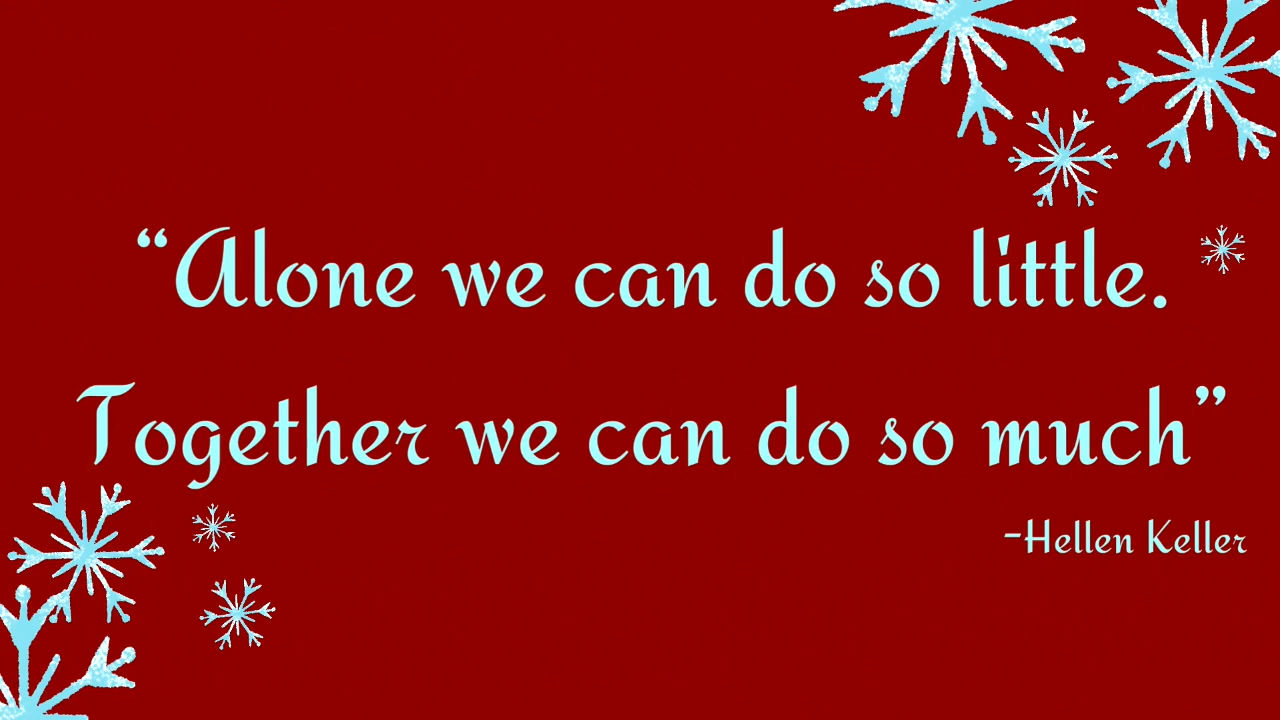 “Alone we can do so little.
Together we can do so much”
-Hellen Keller